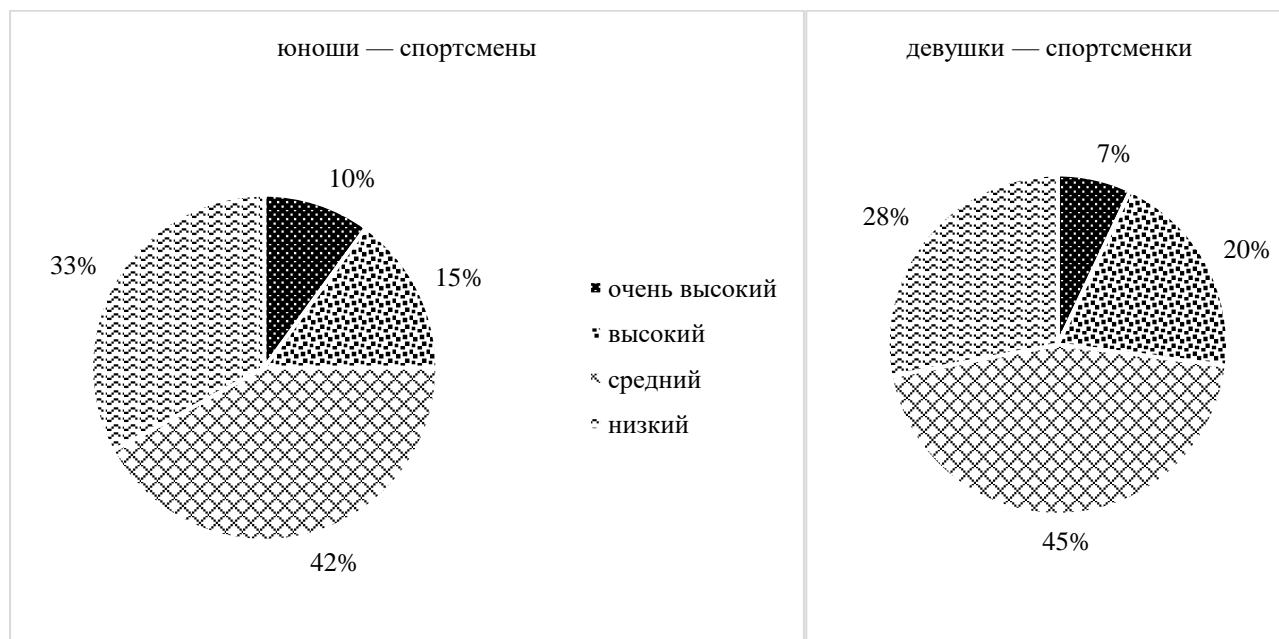 юноши — спортсмены
10%
33%
15%
42%
очень высокий
высокий
средний
низкий
девушки — спортсменки
7%
28%
20%
45%